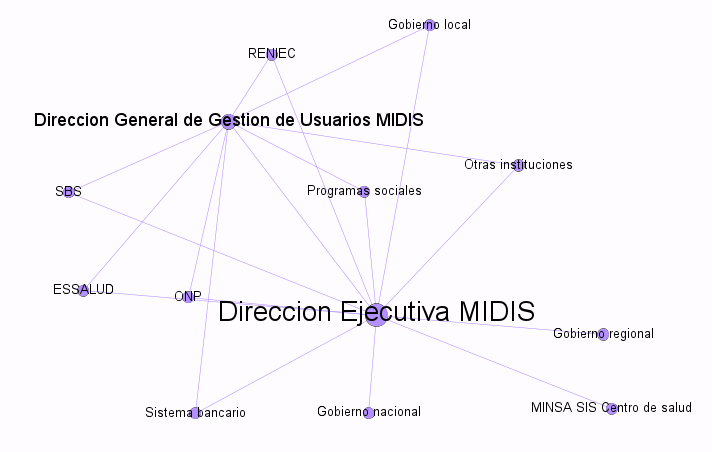 Gobierno local
RENIEC
Direccion General de Gestion de Usuarios MIDIS
Otras instituciones
SBS
Programas sociales
ESSALUD
ONP
Direccion Ejecutiva MIDIS
Gobierno regional
Sistema bancario
Gobierno nacional
MINSA SIS Centro de salud